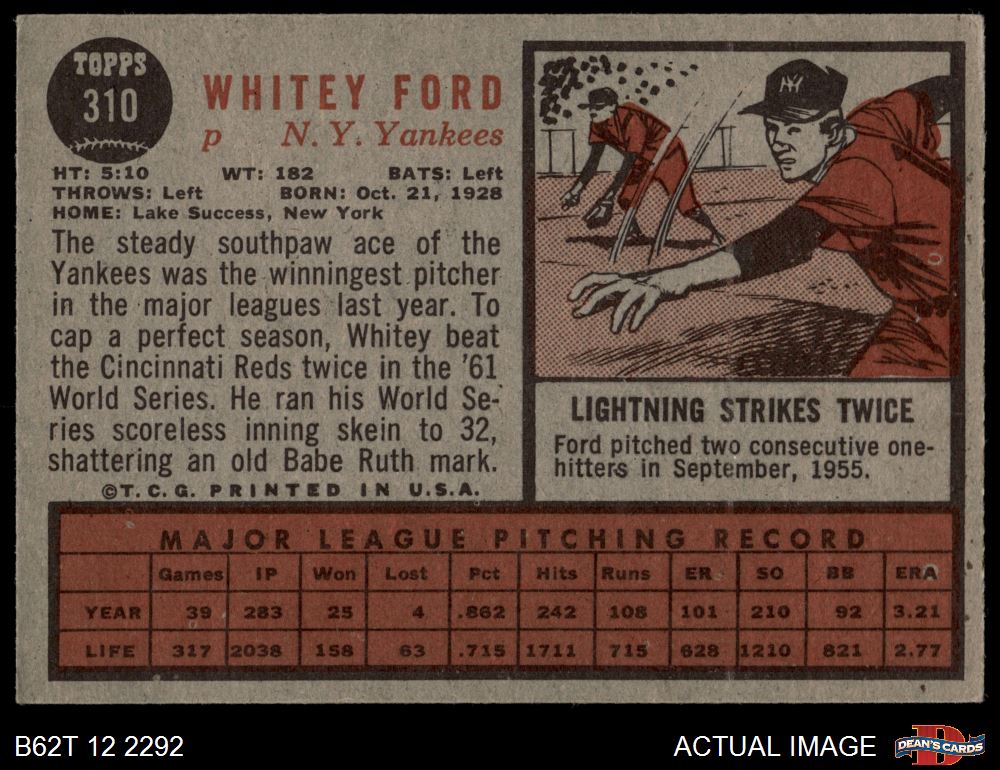 TOPPS
310
WHITEY FORD
p N. Y. Yankees
HT: 5:10 WT: 182 BATS: Left
THROWS: Left BORN: Oct. 21, 1928
HOME: Lake Success, New York
The steady southpaw ace of the
Yankees was the winningest pitcher
in the major leagues last year. To
cap a perfect season, Whitey beat
the Cincinnati Reds twice in the '61
World Series. He ran his World Se-
ries scoreless inning skein to 32,
shattering an old Babe Ruth mark.
©T. C. G. PRINTED IN U.S.A.
NY
LIGHTNING STRIKES TWICE
Ford pitched two consecutive one-
hitters in September, 1955.
MAJOR LEAGUE PITCHING RECORD
Games IP Won Lost Pct Hits Runs ER SO BB ERA
YEAR 39 283 25 4 .862 242 108 101 210 92 3.21
LIFE 317 2038 158 63 .715 1711 715 628 1210 821 2.77
B62T 12 2292
ACTUAL IMAGE
D
DEAN'S CARDS